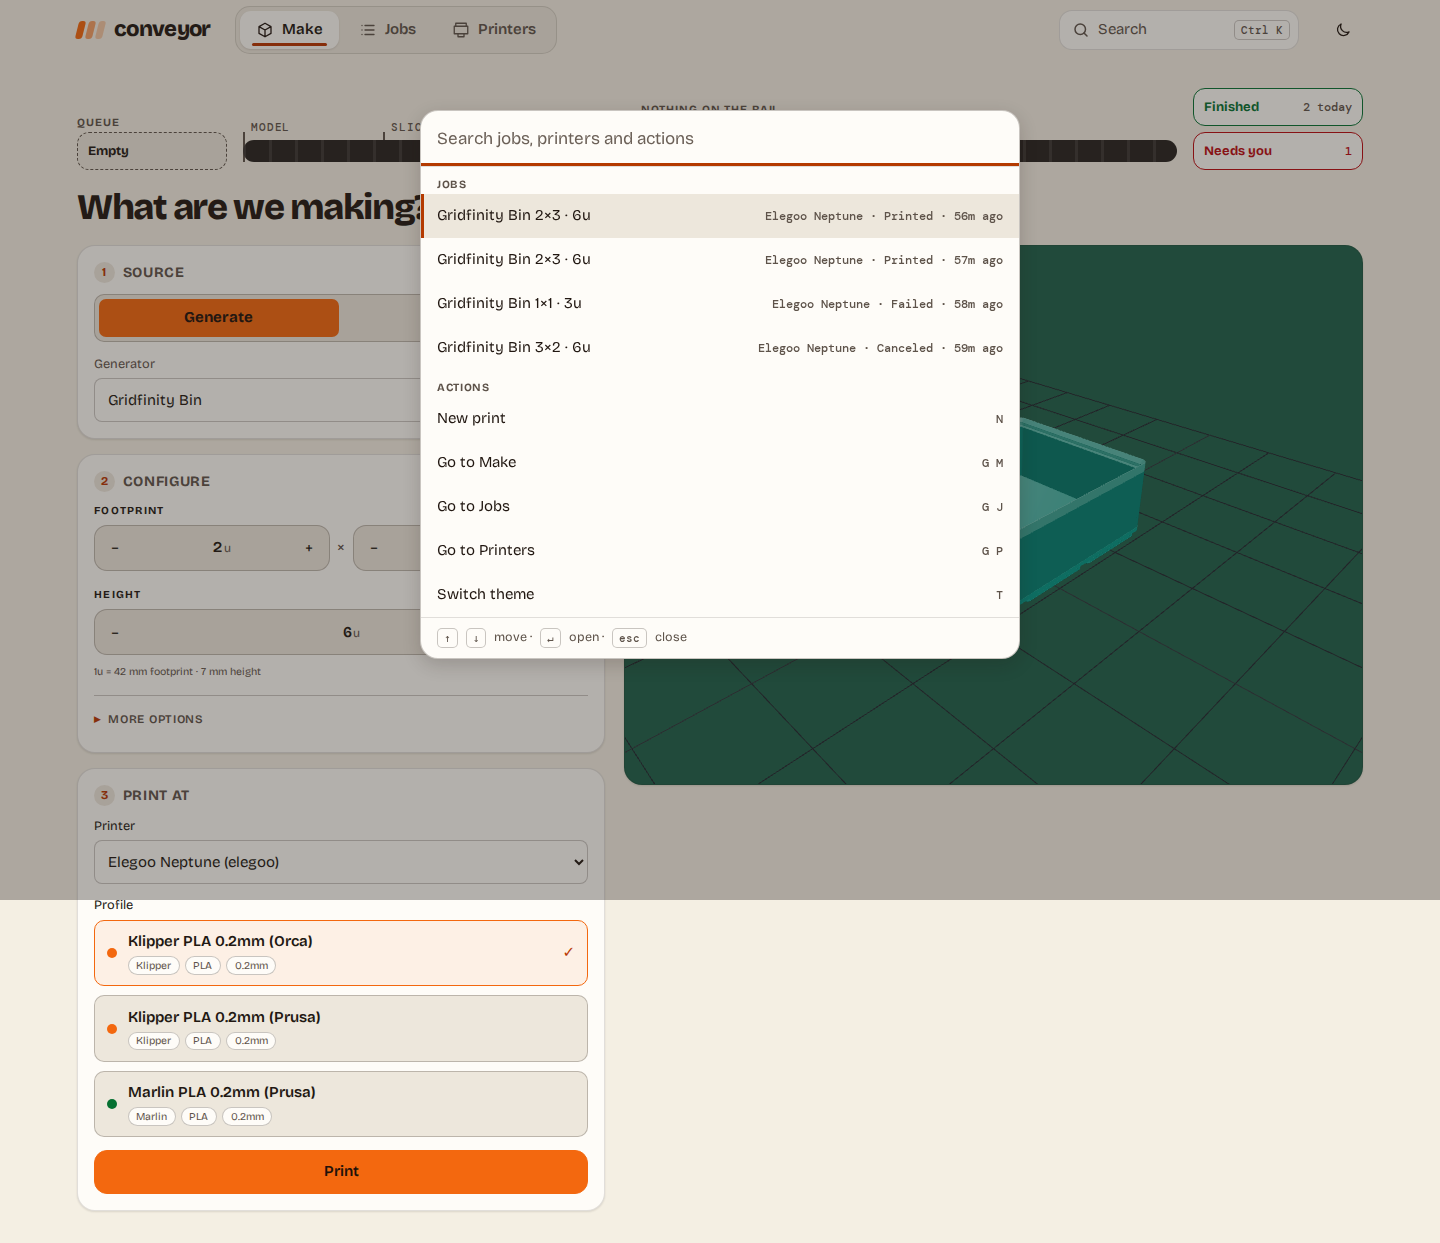 conveyor
Make
Jobs
Printers
Search
Ctrl K
QUEUE
Empty
MODEL
SLIC
NOTHING ON THE RAIL
Finished 2 today
Needs you 1
What are we making?
1 SOURCE
Generate
Generator
Gridfinity Bin
2 CONFIGURE
FOOTPRINT
− 2u + × −
HEIGHT
− 6u
1u = 42 mm footprint · 7 mm height
▸ MORE OPTIONS
3 PRINT AT
Printer
Elegoo Neptune (elegoo)
Profile
Klipper PLA 0.2mm (Orca) ✓
Klipper PLA 0.2mm
Klipper PLA 0.2mm (Prusa)
Klipper PLA 0.2mm
Marlin PLA 0.2mm (Prusa)
Marlin PLA 0.2mm
Print
Search jobs, printers and actions
JOBS
Gridfinity Bin 2×3 · 6u Elegoo Neptune · Printed · 56m ago
Gridfinity Bin 2×3 · 6u Elegoo Neptune · Printed · 57m ago
Gridfinity Bin 1×1 · 3u Elegoo Neptune · Failed · 58m ago
Gridfinity Bin 3×2 · 6u Elegoo Neptune · Canceled · 59m ago
ACTIONS
New print N
Go to Make G M
Go to Jobs G J
Go to Printers G P
Switch theme T
↑ ↓ move · ↵ open · esc close